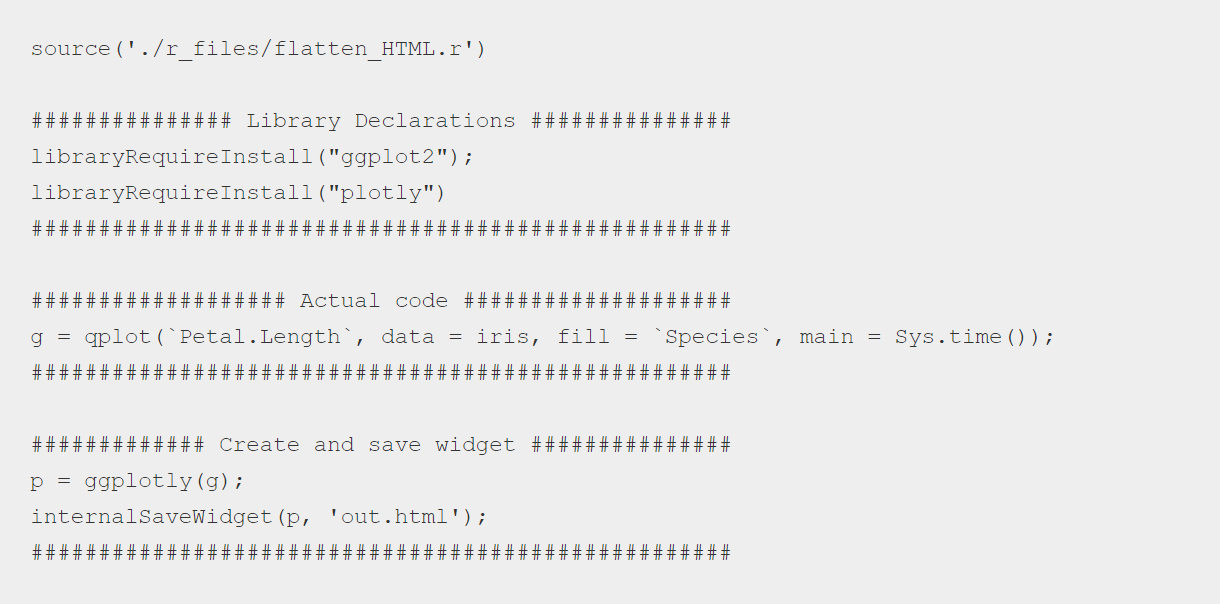 source('./r_files/flatten_HTML.r')
############### Library Declarations ###############
libraryRequireInstall("ggplot2");
libraryRequireInstall("plotly")
####################################################
################### Actual code ####################
g = qplot(`Petal.Length`, data = iris, fill = `Species`, main = Sys.time());
####################################################
############# Create and save widget ###############
p = ggplotly(g);
internalSaveWidget(p, 'out.html');
####################################################